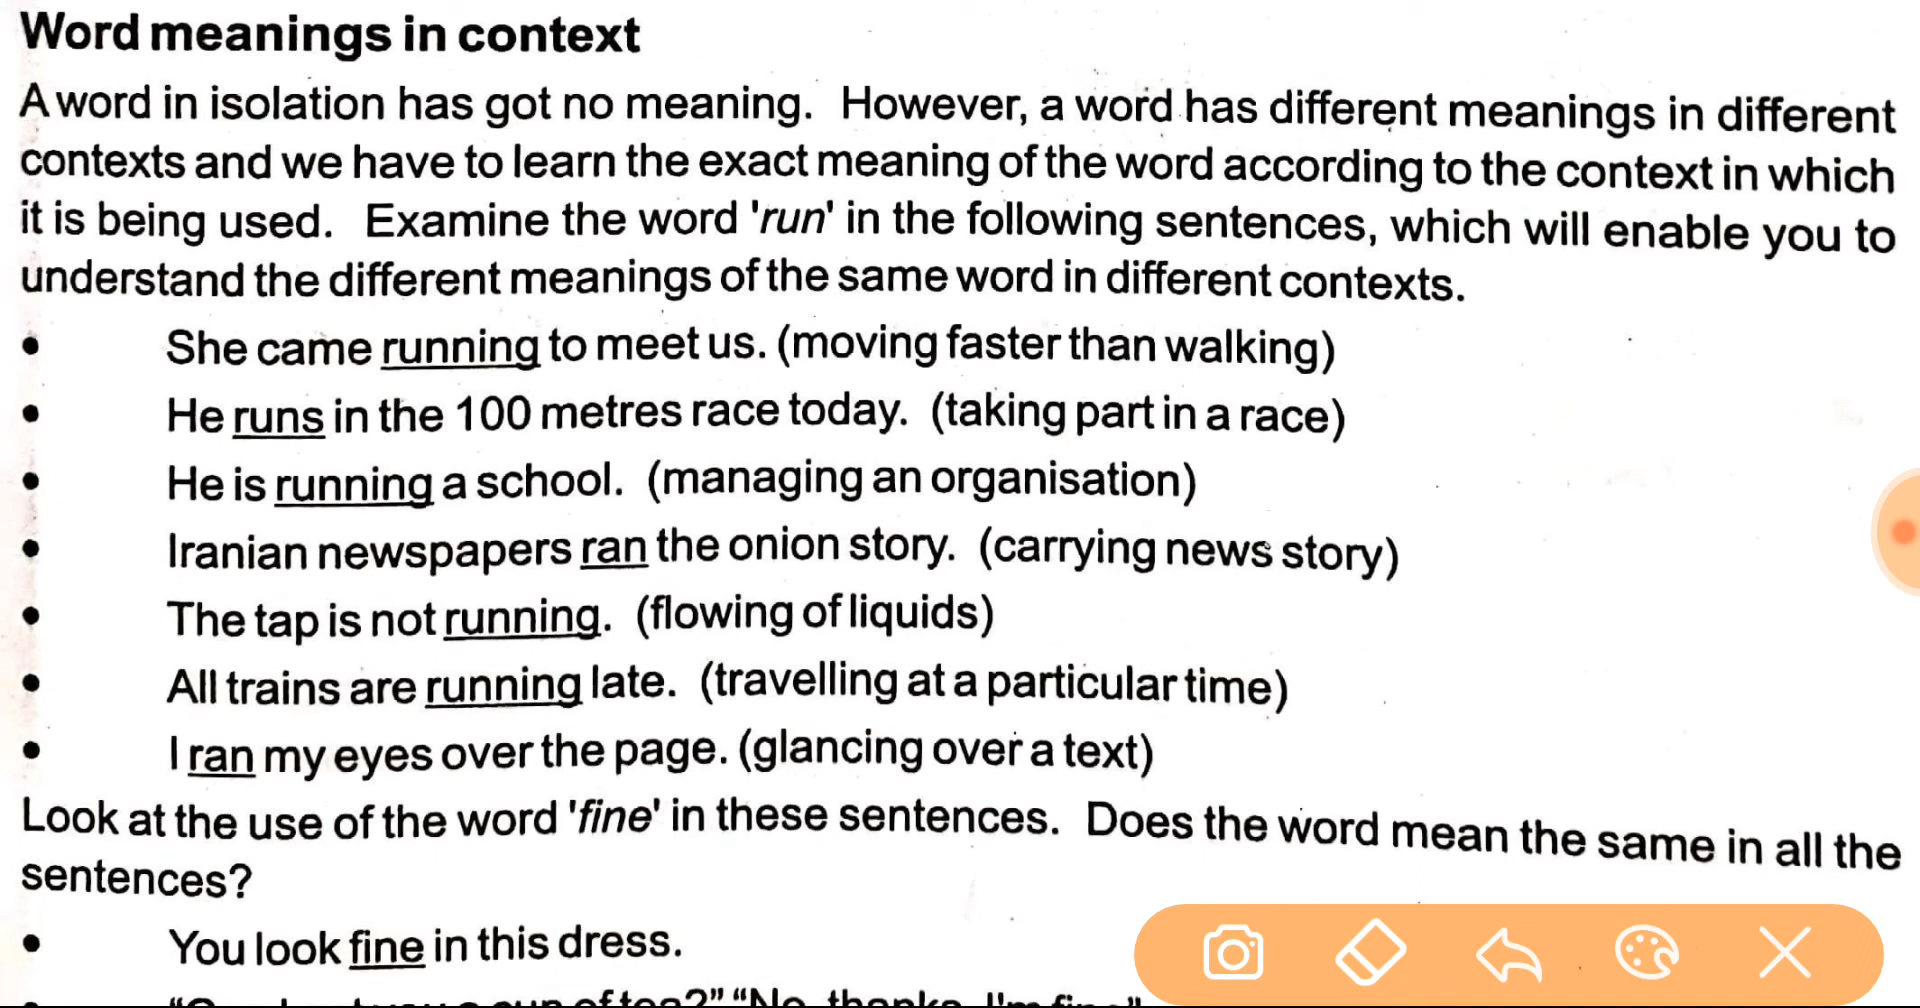 Word meanings in context
A word in isolation has got no meaning. However, a word has different meanings in different
contexts and we have to learn the exact meaning of the word according to the context in which
it is being used. Examine the word 'run' in the following sentences, which will enable you to
understand the different meanings of the same word in different contexts.
• She came running to meet us. (moving faster than walking)
• He runs in the 100 metres race today. (taking part in a race)
• He is running a school. (managing an organisation)
• Iranian newspapers ran the onion story. (carrying news story)
• The tap is not running. (flowing of liquids)
• All trains are running late. (travelling at a particular time)
• I ran my eyes over the page. (glancing over a text)
Look at the use of the word 'fine' in these sentences. Does the word mean the same in all the
sentences?
• You look fine in this dress.
of tea?" "No, thanks, I'm fine."